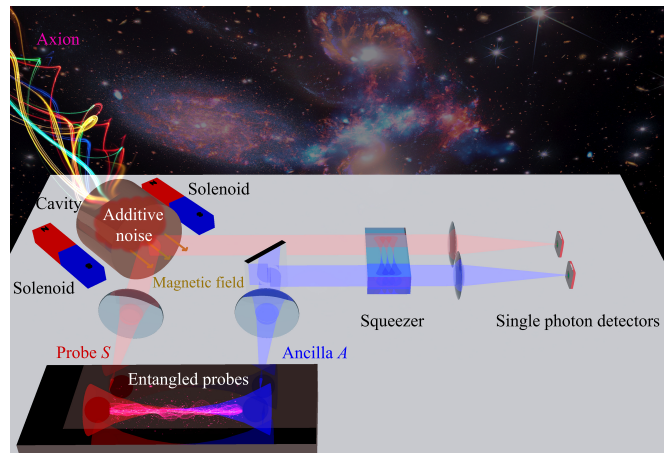 Axion
Solenoid
Cavity
Additive
noise
Magnetic field
Solenoid
Squeezer
Single photon detectors
Probe S
Ancilla A
Entangled probes